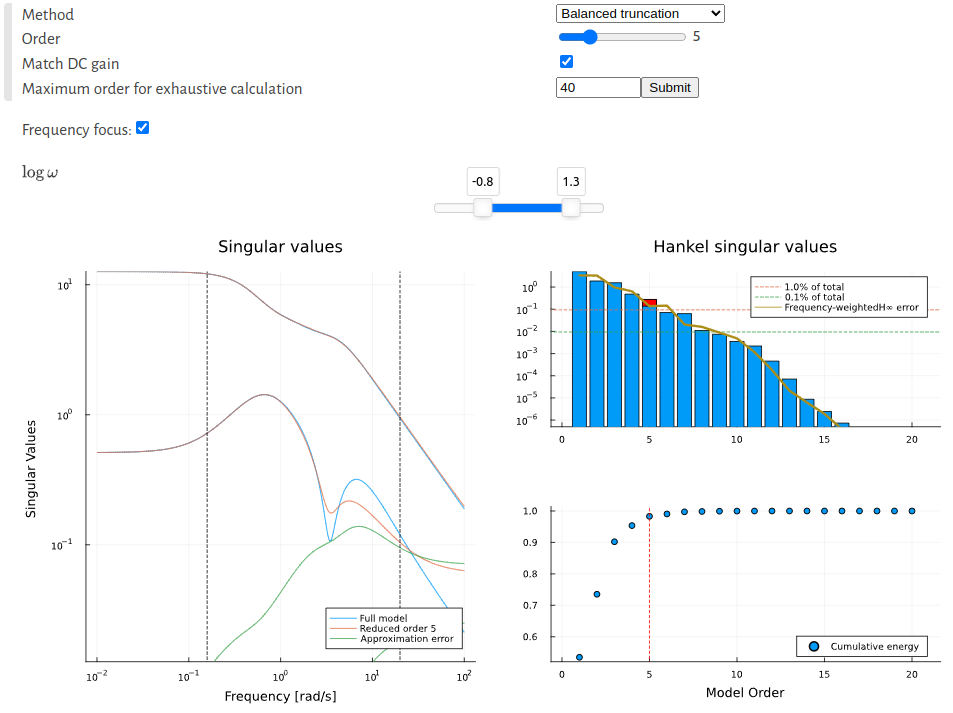 Method
Balanced truncation
Order
5
Match DC gain
Maximum order for exhaustive calculation
40
Submit
Frequency focus:
log ω
-0.8
1.3
Singular values
10¹
10⁰
10⁻¹
Singular Values
Full model
Reduced order 5
Approximation error
10⁻² 10⁻¹ 10⁰ 10¹ 10²
Frequency [rad/s]
Hankel singular values
10⁰
10⁻¹
10⁻²
10⁻³
10⁻⁴
10⁻⁵
10⁻⁶
1.0% of total
0.1% of total
Frequency-weightedH∞ error
0 5 10 15 20
1.0
0.9
0.8
0.7
0.6
Cumulative energy
0 5 10 15 20
Model Order